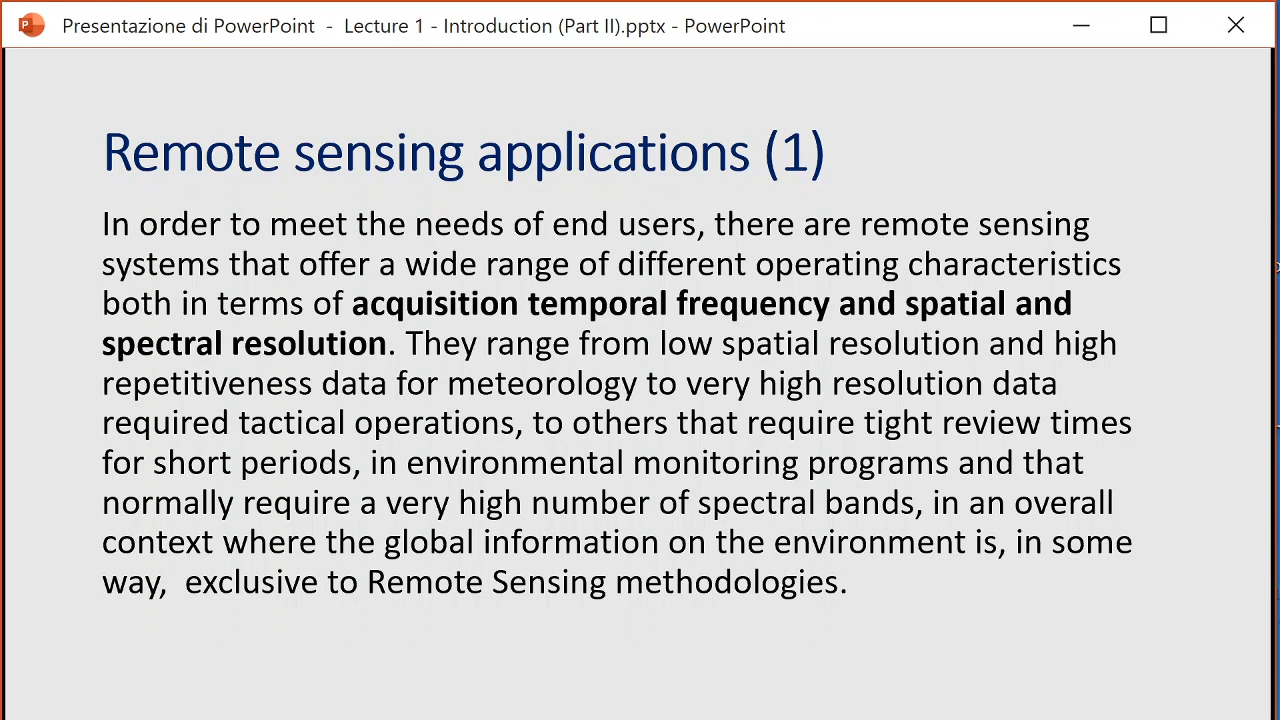 Presentazione di PowerPoint - Lecture 1 - Introduction (Part II).pptx - PowerPoint
Remote sensing applications (1)
In order to meet the needs of end users, there are remote sensing
systems that offer a wide range of different operating characteristics
both in terms of acquisition temporal frequency and spatial and
spectral resolution. They range from low spatial resolution and high
repetitiveness data for meteorology to very high resolution data
required tactical operations, to others that require tight review times
for short periods, in environmental monitoring programs and that
normally require a very high number of spectral bands, in an overall
context where the global information on the environment is, in some
way,  exclusive to Remote Sensing methodologies.